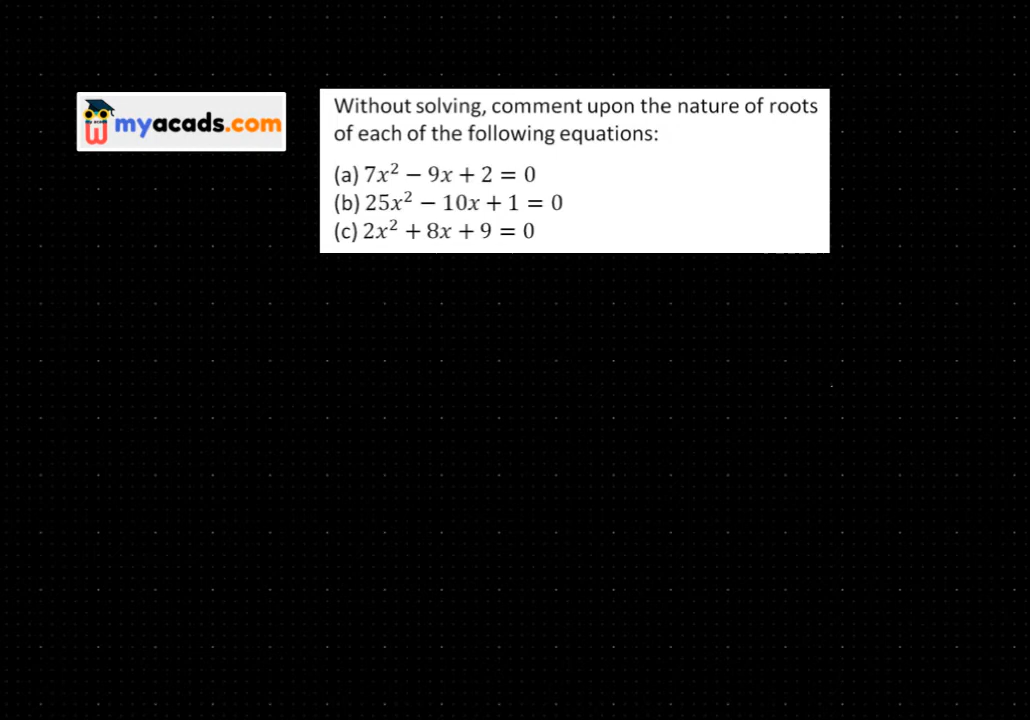 myacads.com
Without solving, comment upon the nature of roots
of each of the following equations:
(a) 7x² − 9x + 2 = 0
(b) 25x² − 10x + 1 = 0
(c) 2x² + 8x + 9 = 0